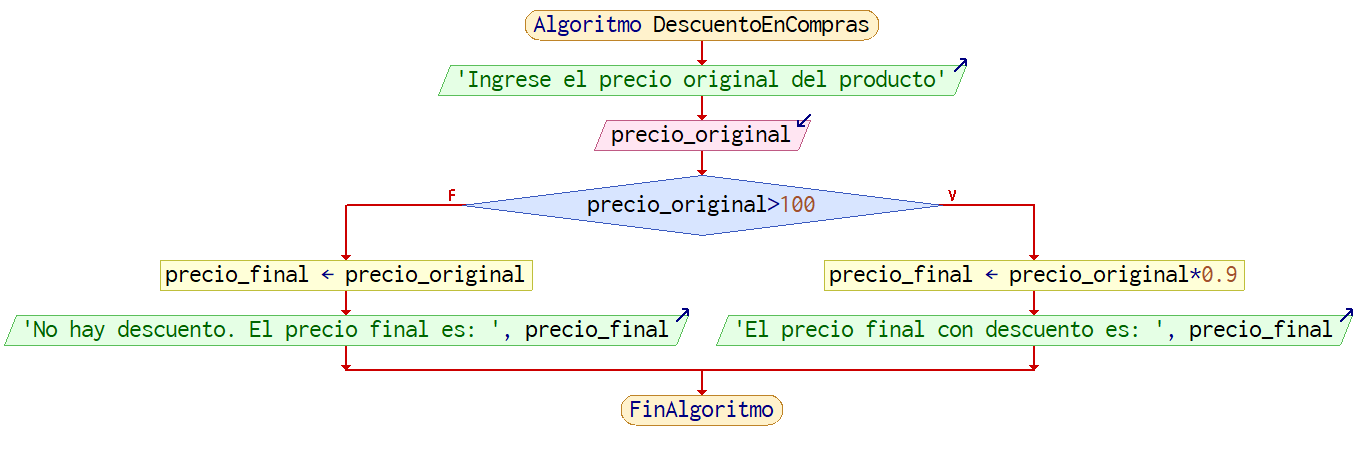 Algoritmo DescuentoEnCompras
'Ingrese el precio original del producto'
precio_original
F
V
precio_original>100
precio_final ← precio_original
precio_final ← precio_original*0.9
'No hay descuento. El precio final es: ', precio_final
'El precio final con descuento es: ', precio_final
FinAlgoritmo